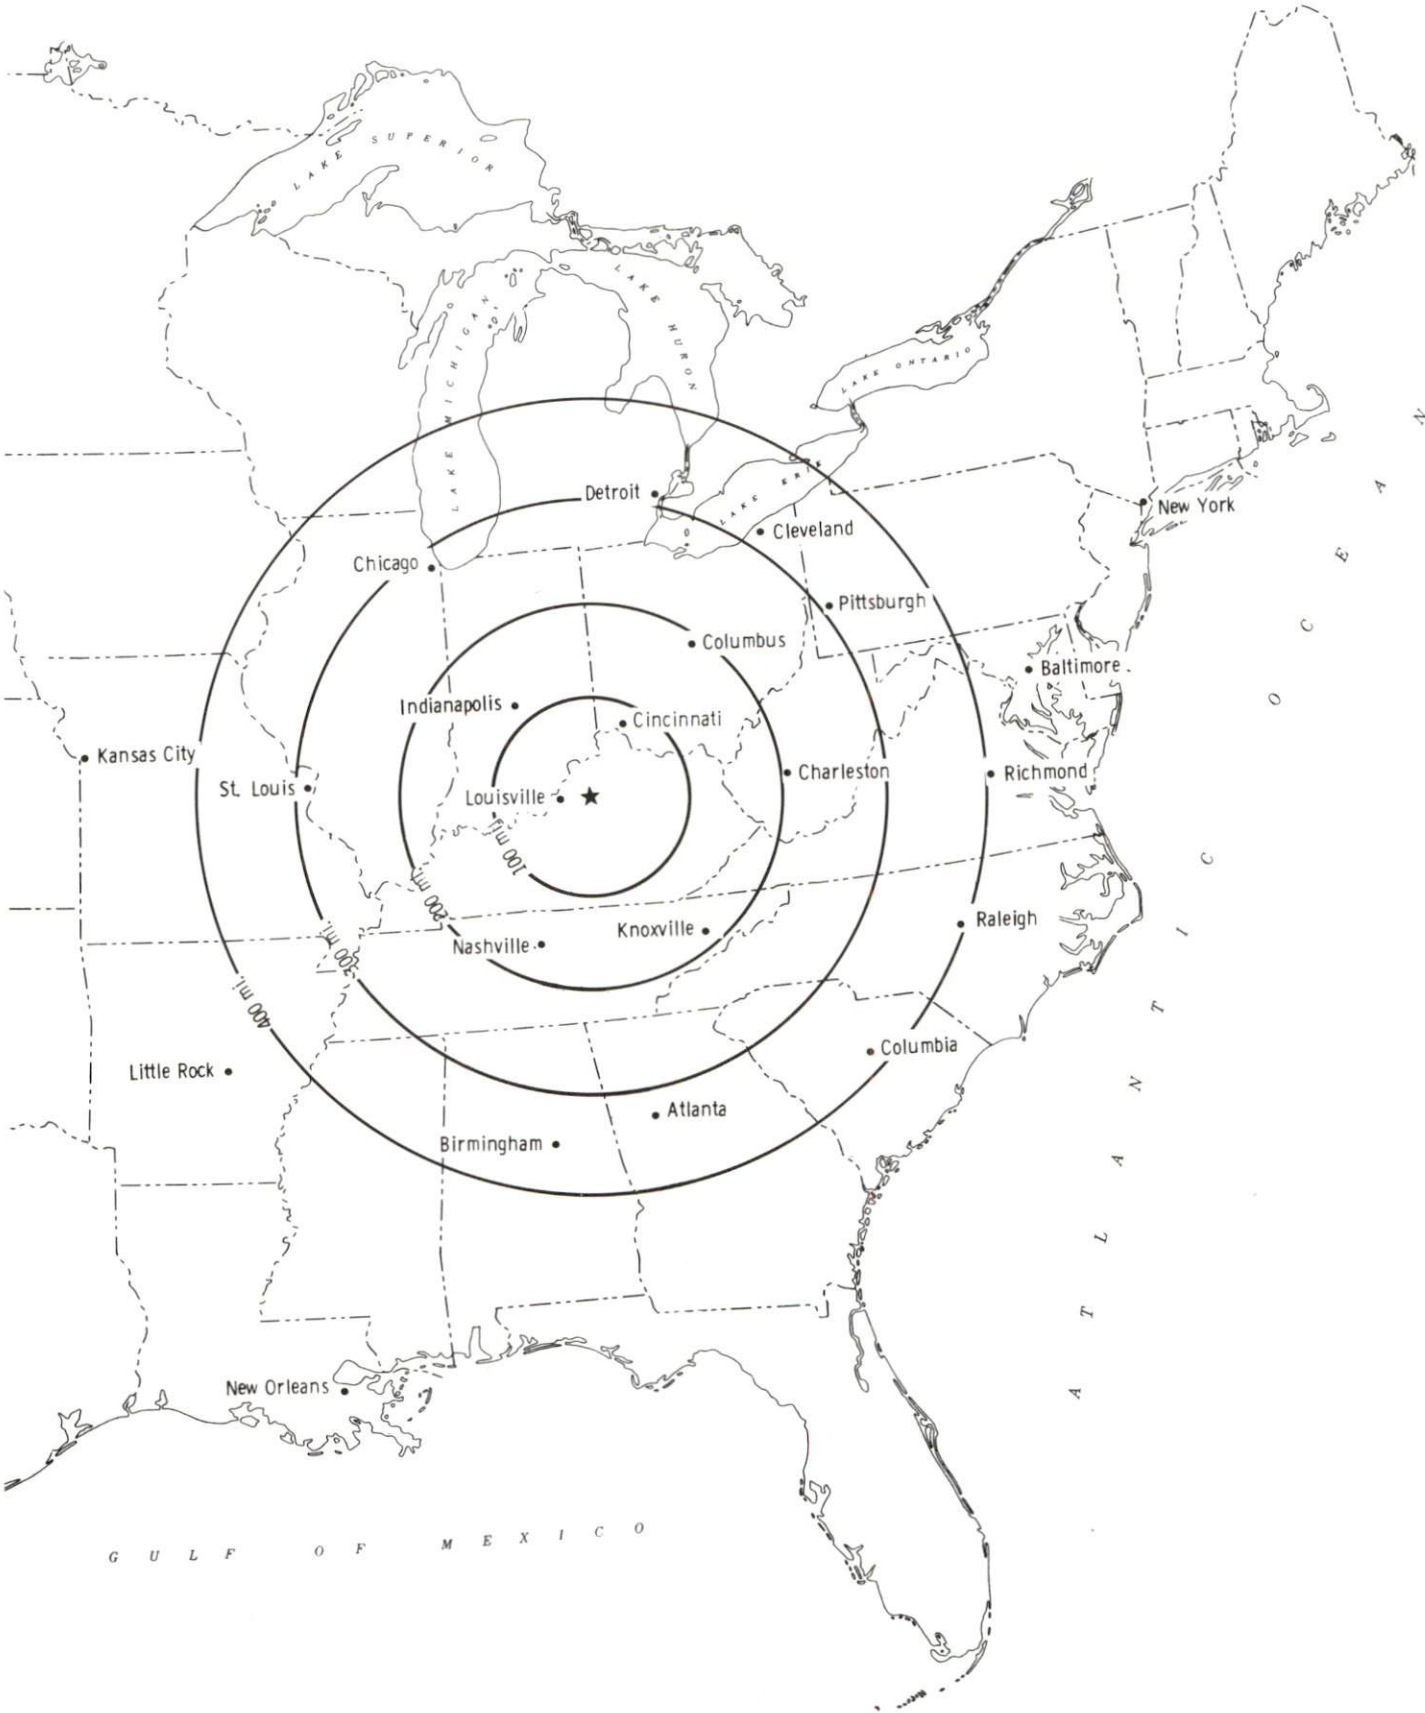 LAKE SUPERIOR
LAKE MICHIGAN
LAKE HURON
LAKE ONTARIO
LAKE ERIE
Detroit
New York
Cleveland
Chicago
Pittsburgh
Columbus
Baltimore
Indianapolis
Cincinnati
Kansas City
St. Louis
Louisville
Charleston
Richmond
100 mi
200 mi
300 mi
400 mi
Nashville
Knoxville
Raleigh
Little Rock
Columbia
Atlanta
Birmingham
New Orleans
ATLANTIC OCEAN
GULF OF MEXICO